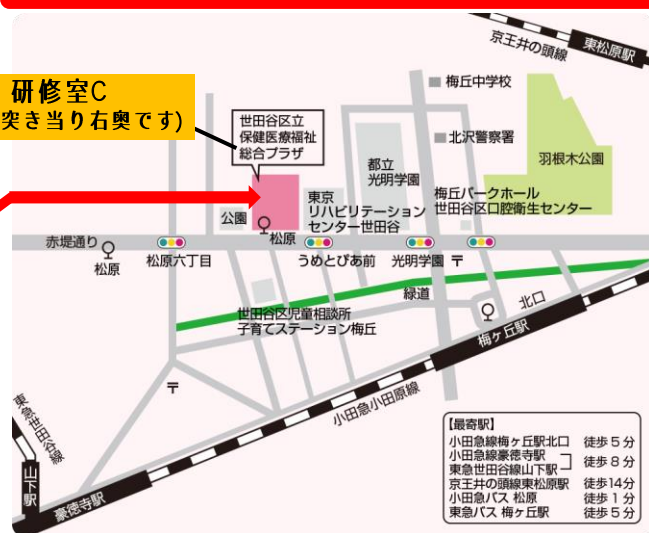 京王井の頭線
東松原駅
研修室C
突き当り右奥です)
梅丘中学校
世田谷区立
保健医療福祉
総合プラザ
北沢警察署
都立
光明学園
羽根木公園
梅丘パークホール
世田谷区口腔衛生センター
東京
リハビリテーション
センター世田谷
公園
松原
赤堤通り
松原
松原六丁目
うめとぴあ前
光明学園
〒
緑道
北口
世田谷区児童相談所
子育てステーション梅丘
梅ヶ丘駅
〒
小田急小田原線
東急世田谷線
山下駅
豪徳寺駅
【最寄駅】
小田急線梅ヶ丘駅北口 徒歩5分
小田急線豪徳寺駅
東急世田谷線山下駅 徒歩8分
京王井の頭線東松原駅 徒歩14分
小田急バス 松原 徒歩1分
東急バス 梅ヶ丘駅 徒歩5分